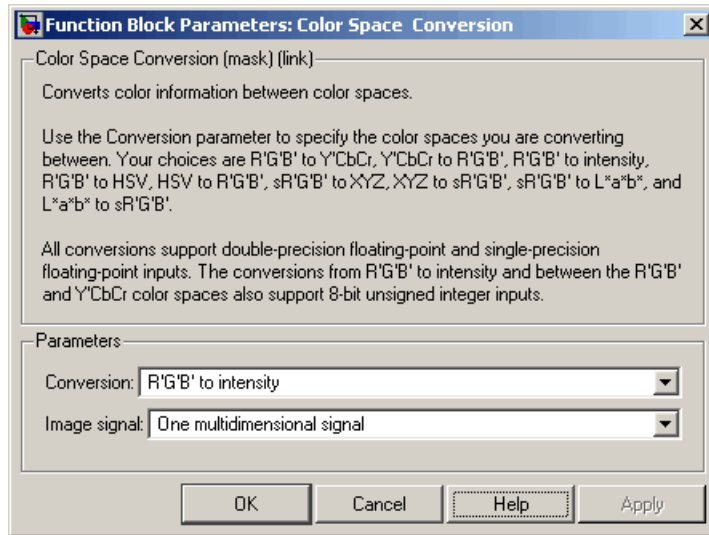 Function Block Parameters: Color Space Conversion
Color Space Conversion (mask) (link)
Converts color information between color spaces.
Use the Conversion parameter to specify the color spaces you are converting
between. Your choices are R'G'B' to Y'CbCr, Y'CbCr to R'G'B', R'G'B' to intensity,
R'G'B' to HSV, HSV to R'G'B', sR'G'B' to XYZ, XYZ to sR'G'B', sR'G'B' to L*a*b*, and
L*a*b* to sR'G'B'.
All conversions support double-precision floating-point and single-precision
floating-point inputs. The conversions from R'G'B' to intensity and between the R'G'B'
and Y'CbCr color spaces also support 8-bit unsigned integer inputs.
Parameters
Conversion: R'G'B' to intensity
Image signal: One multidimensional signal
OK Cancel Help Apply